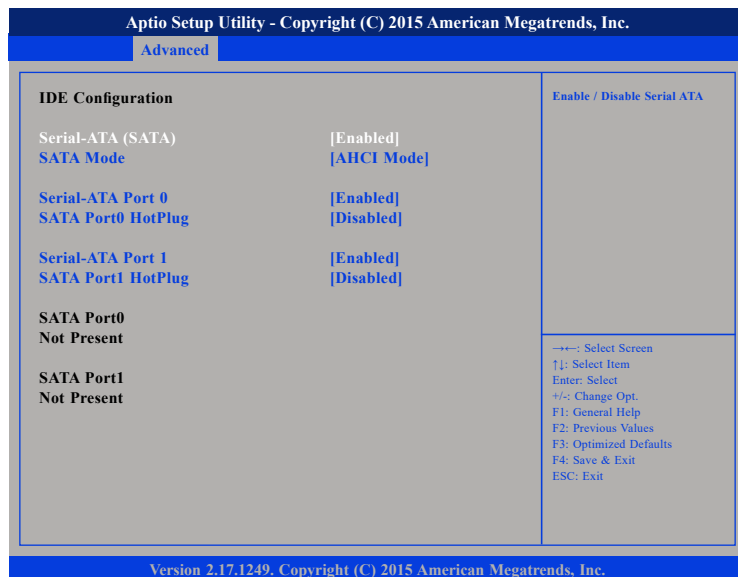 Aptio Setup Utility - Copyright (C) 2015 American Megatrends, Inc.
Advanced
IDE Configuration
Serial-ATA (SATA) [Enabled]
SATA Mode [AHCI Mode]
Serial-ATA Port 0 [Enabled]
SATA Port0 HotPlug [Disabled]
Serial-ATA Port 1 [Enabled]
SATA Port1 HotPlug [Disabled]
SATA Port0
Not Present
SATA Port1
Not Present
Enable / Disable Serial ATA
→←: Select Screen
↑↓: Select Item
Enter: Select
+/-: Change Opt.
F1: General Help
F2: Previous Values
F3: Optimized Defaults
F4: Save & Exit
ESC: Exit
Version 2.17.1249. Copyright (C) 2015 American Megatrends, Inc.